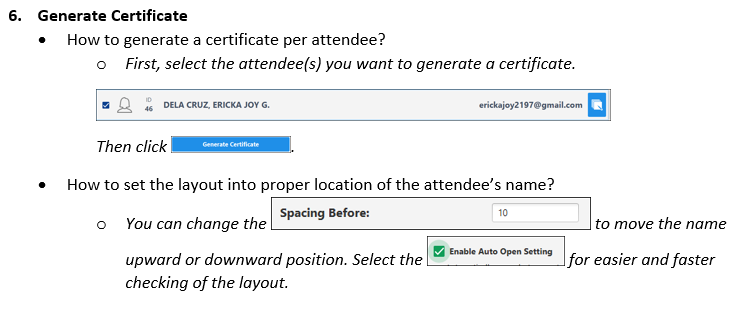 6. Generate Certificate
• How to generate a certificate per attendee?
o First, select the attendee(s) you want to generate a certificate.
ID
46 DELA CRUZ, ERICKA JOY G. erickajoy2197@gmail.com
Then click Generate Certificate.
• How to set the layout into proper location of the attendee's name?
o You can change the Spacing Before: 10 to move the name
upward or downward position. Select the Enable Auto Open Setting for easier and faster
checking of the layout.